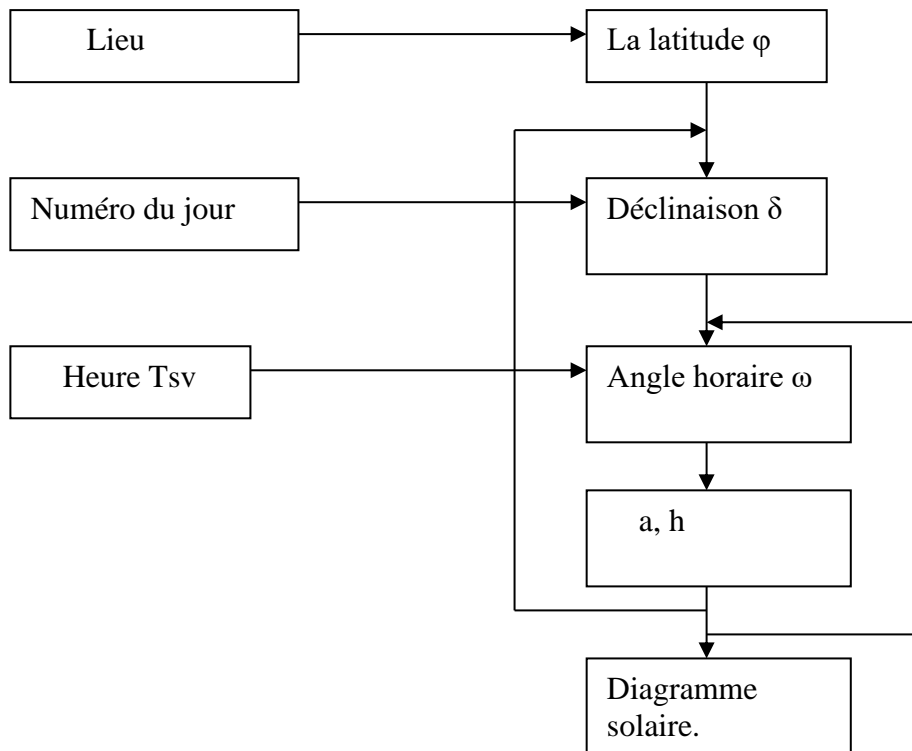 Lieu
La latitude φ
Numéro du jour
Déclinaison δ
Heure Tsv
Angle horaire ω
a, h
Diagramme
solaire.